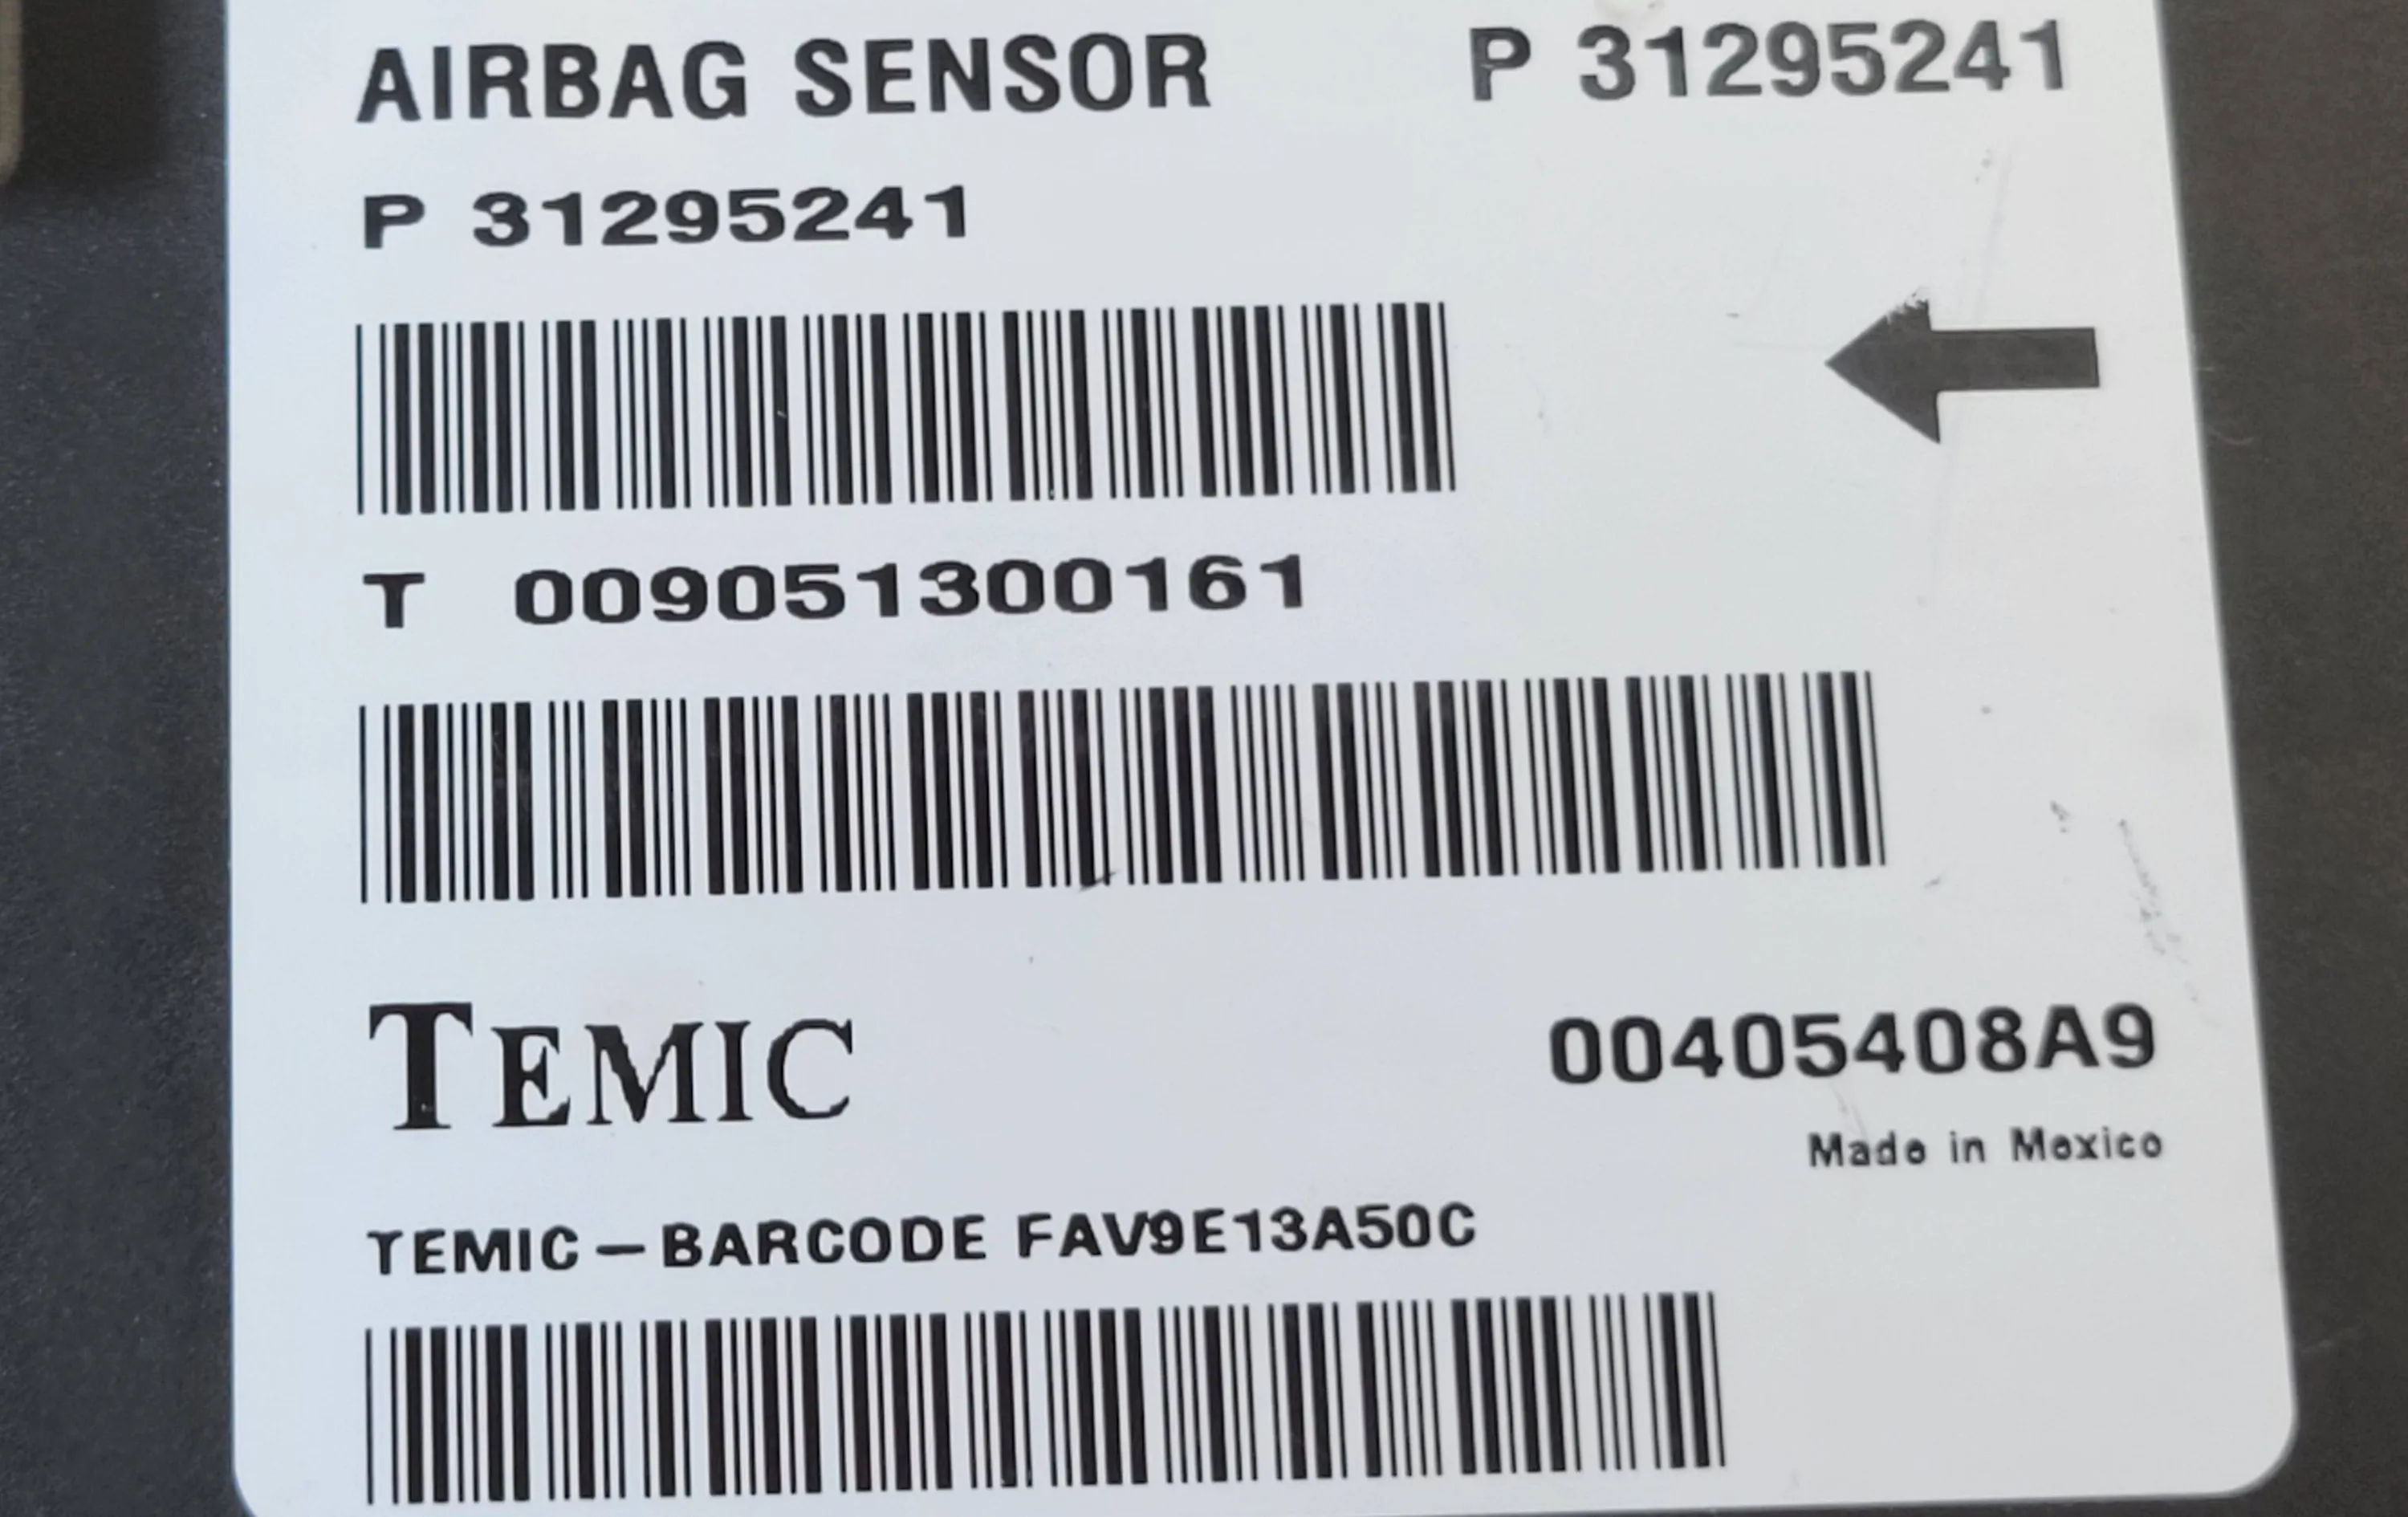 AIRBAG SENSOR P 31295241
P 31295241
T 009051300161
TEMIC 00405408A9
Made in Mexico
TEMIC-BARCODE FAV9E13A50C